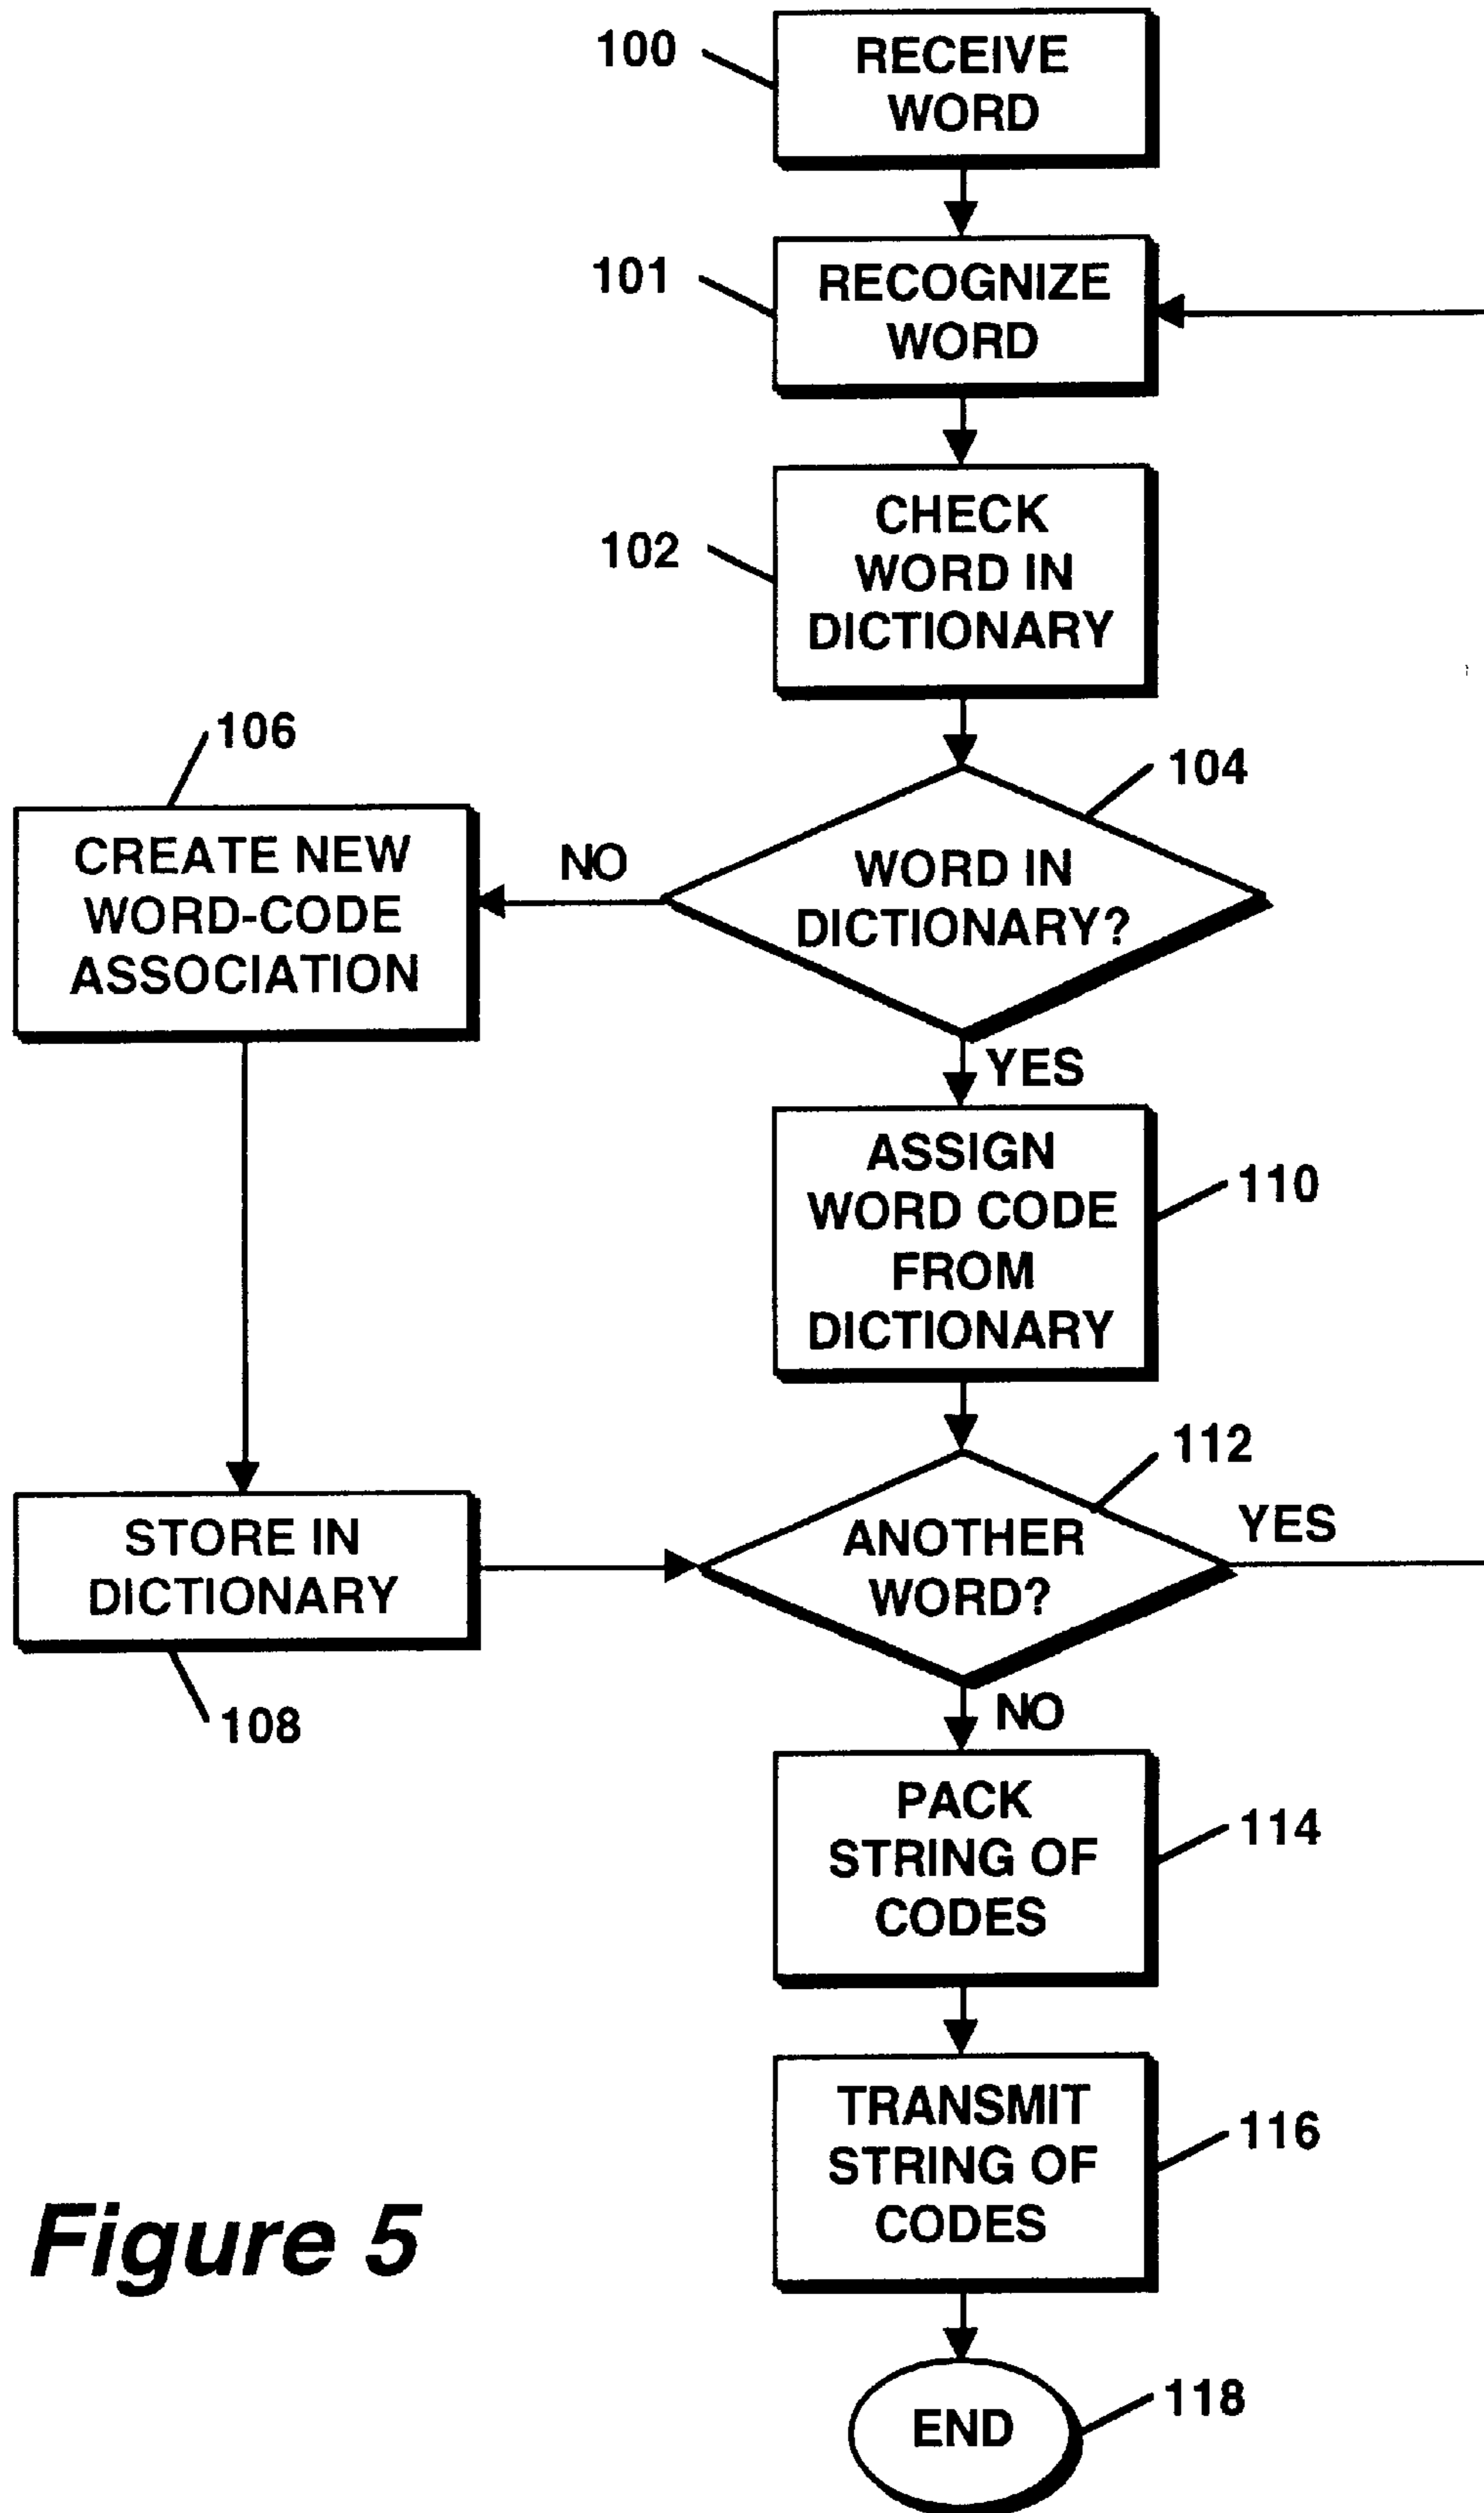 100
RECEIVE
WORD
101
RECOGNIZE
WORD
102
CHECK
WORD IN
DICTIONARY
106
104
CREATE NEW
WORD-CODE
ASSOCIATION
NO
WORD IN
DICTIONARY?
YES
ASSIGN
WORD CODE
FROM
DICTIONARY
110
112
STORE IN
DICTIONARY
ANOTHER
WORD?
YES
108
NO
PACK
STRING OF
CODES
114
TRANSMIT
STRING OF
CODES
116
Figure 5
END
118